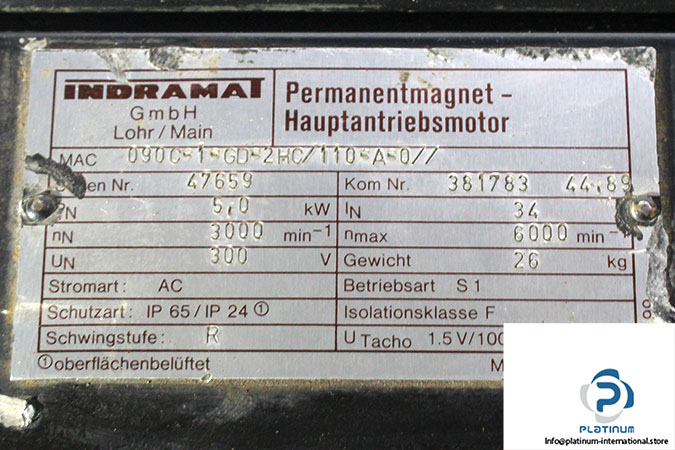 INDRAMAT
GmbH
Lohr / Main
Permanentmagnet -
Hauptantriebsmotor
MAC 090C-1-GD-2HC/110-A-0//
Nr. 47659 Kom Nr. 381783 44.89
PN 5,0 kW IN 34
nN 3000 min-1 nmax 6000 min-
UN 300 V Gewicht 26 kg
Stromart: AC Betriebsart S 1
Schutzart: IP 65 / IP 24 ① Isolationsklasse F
Schwingstufe: R U Tacho 1.5 V/100
①oberflächenbelüftet M
PLATINUM
Info@platinum-international.store